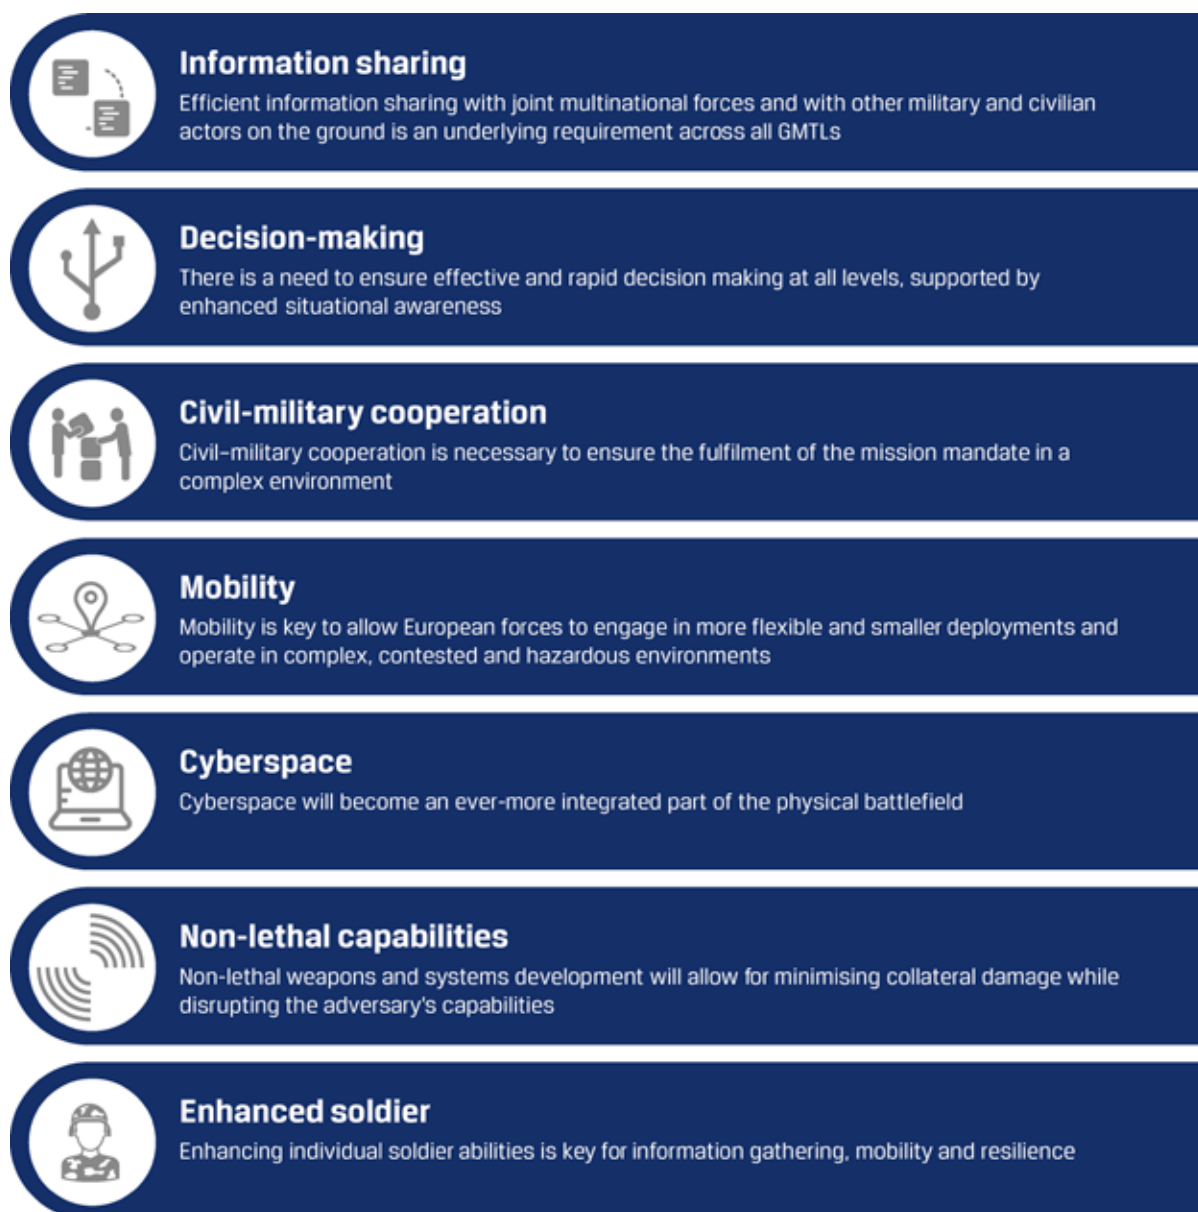 Information sharing
Efficient information sharing with joint multinational forces and with other military and civilian
actors on the ground is an underlying requirement across all GMTLs
Decision-making
There is a need to ensure effective and rapid decision making at all levels, supported by
enhanced situational awareness
Civil-military cooperation
Civil-military cooperation is necessary to ensure the fulfilment of the mission mandate in a
complex environment
Mobility
Mobility is key to allow European forces to engage in more flexible and smaller deployments and
operate in complex, contested and hazardous environments
Cyberspace
Cyberspace will become an ever-more integrated part of the physical battlefield
Non-lethal capabilities
Non-lethal weapons and systems development will allow for minimising collateral damage while
disrupting the adversary's capabilities
Enhanced soldier
Enhancing individual soldier abilities is key for information gathering, mobility and resilience